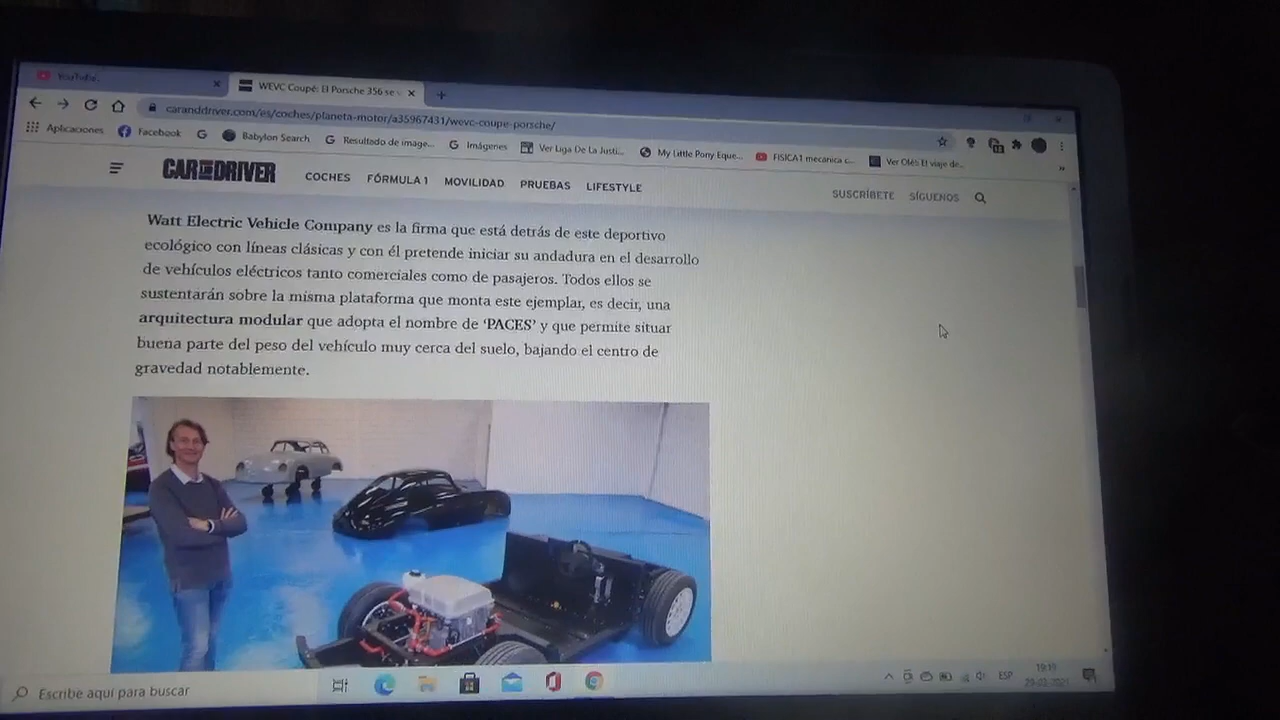 YouTube
WEVC Coupé: El Porsche 356 se
caranddriver.com/es/coches/planeta-motor/a35967431/wevc-coupe-porsche/
Aplicaciones Facebook Babylon Search Resultado de image... Imágenes Ver Liga De La Justi... My Little Pony Eque... FISICA1 mecanica c... Ver Olés El viaje de...
CAR AND DRIVER COCHES FÓRMULA 1 MOVILIDAD PRUEBAS LIFESTYLE SUSCRÍBETE SÍGUENOS
Watt Electric Vehicle Company es la firma que está detrás de este deportivo
ecológico con líneas clásicas y con él pretende iniciar su andadura en el desarrollo
de vehículos eléctricos tanto comerciales como de pasajeros. Todos ellos se
sustentarán sobre la misma plataforma que monta este ejemplar, es decir, una
arquitectura modular que adopta el nombre de ‘PACES’ y que permite situar
buena parte del peso del vehículo muy cerca del suelo, bajando el centro de
gravedad notablemente.
Escribe aquí para buscar
ESP
19:19